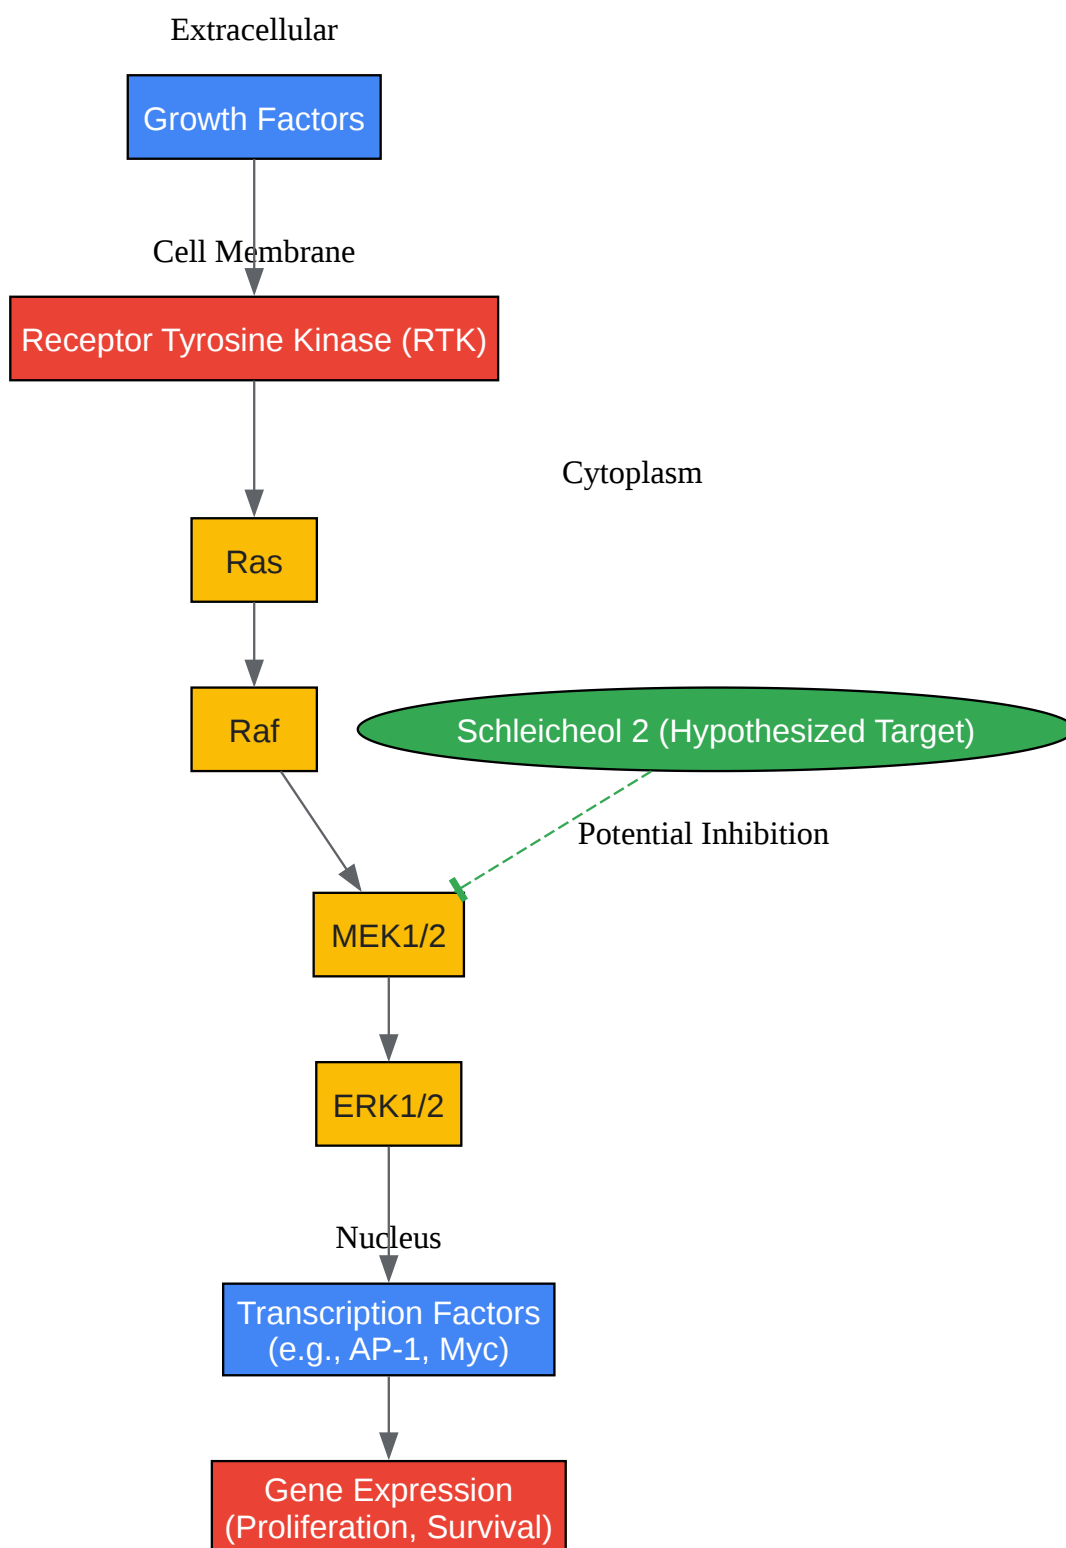 Extracellular
Growth Factors
Cell Membrane
Receptor Tyrosine Kinase (RTK)
Cytoplasm
Ras
Raf
Schleicheol 2 (Hypothesized Target)
Potential Inhibition
MEK1/2
ERK1/2
Nucleus
Transcription Factors
(e.g., AP-1, Myc)
Gene Expression
(Proliferation, Survival)